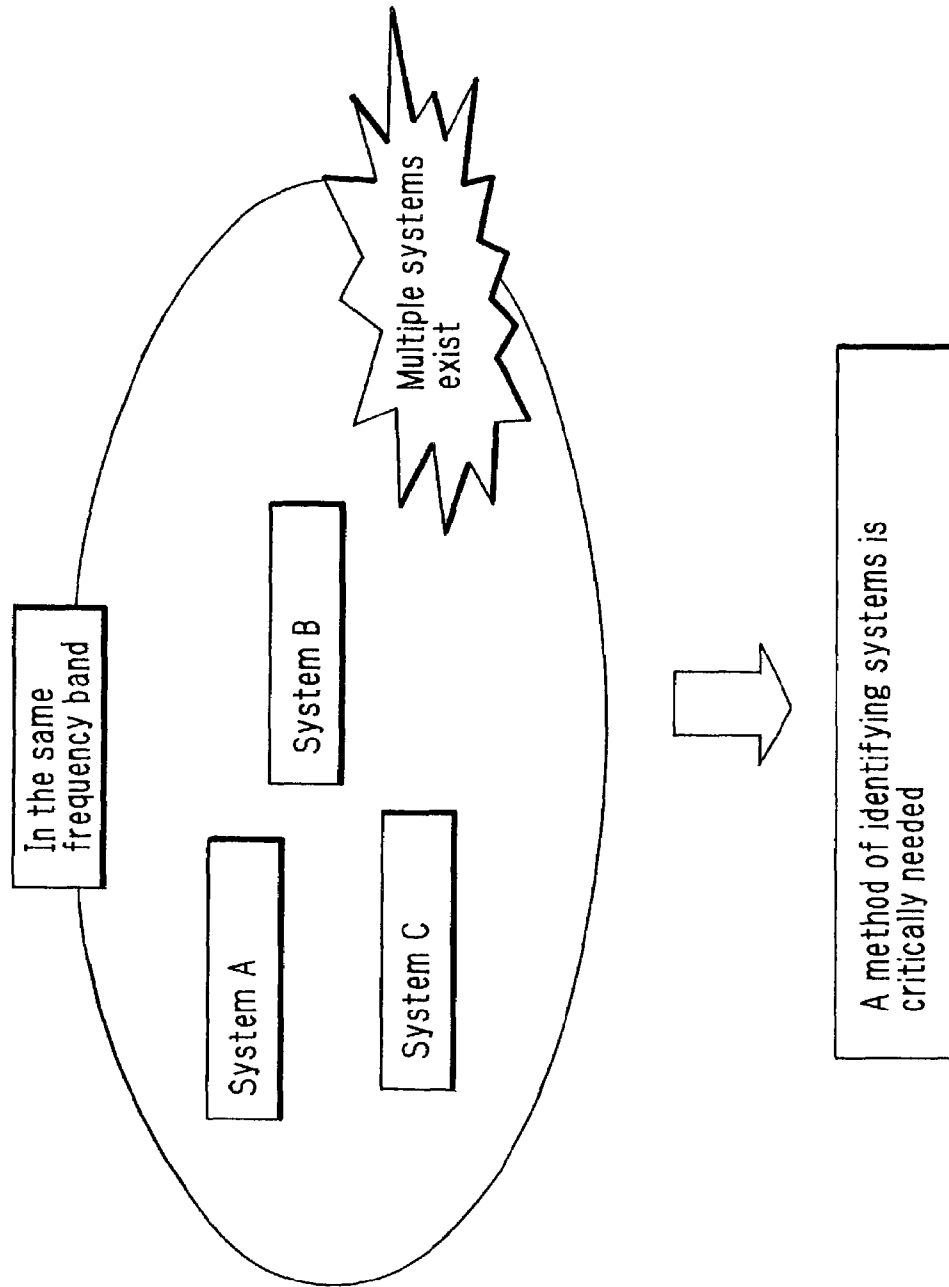 In the same
frequency band
System A
System B
System C
Multiple systems
exist
A method of identifying systems is
critically needed